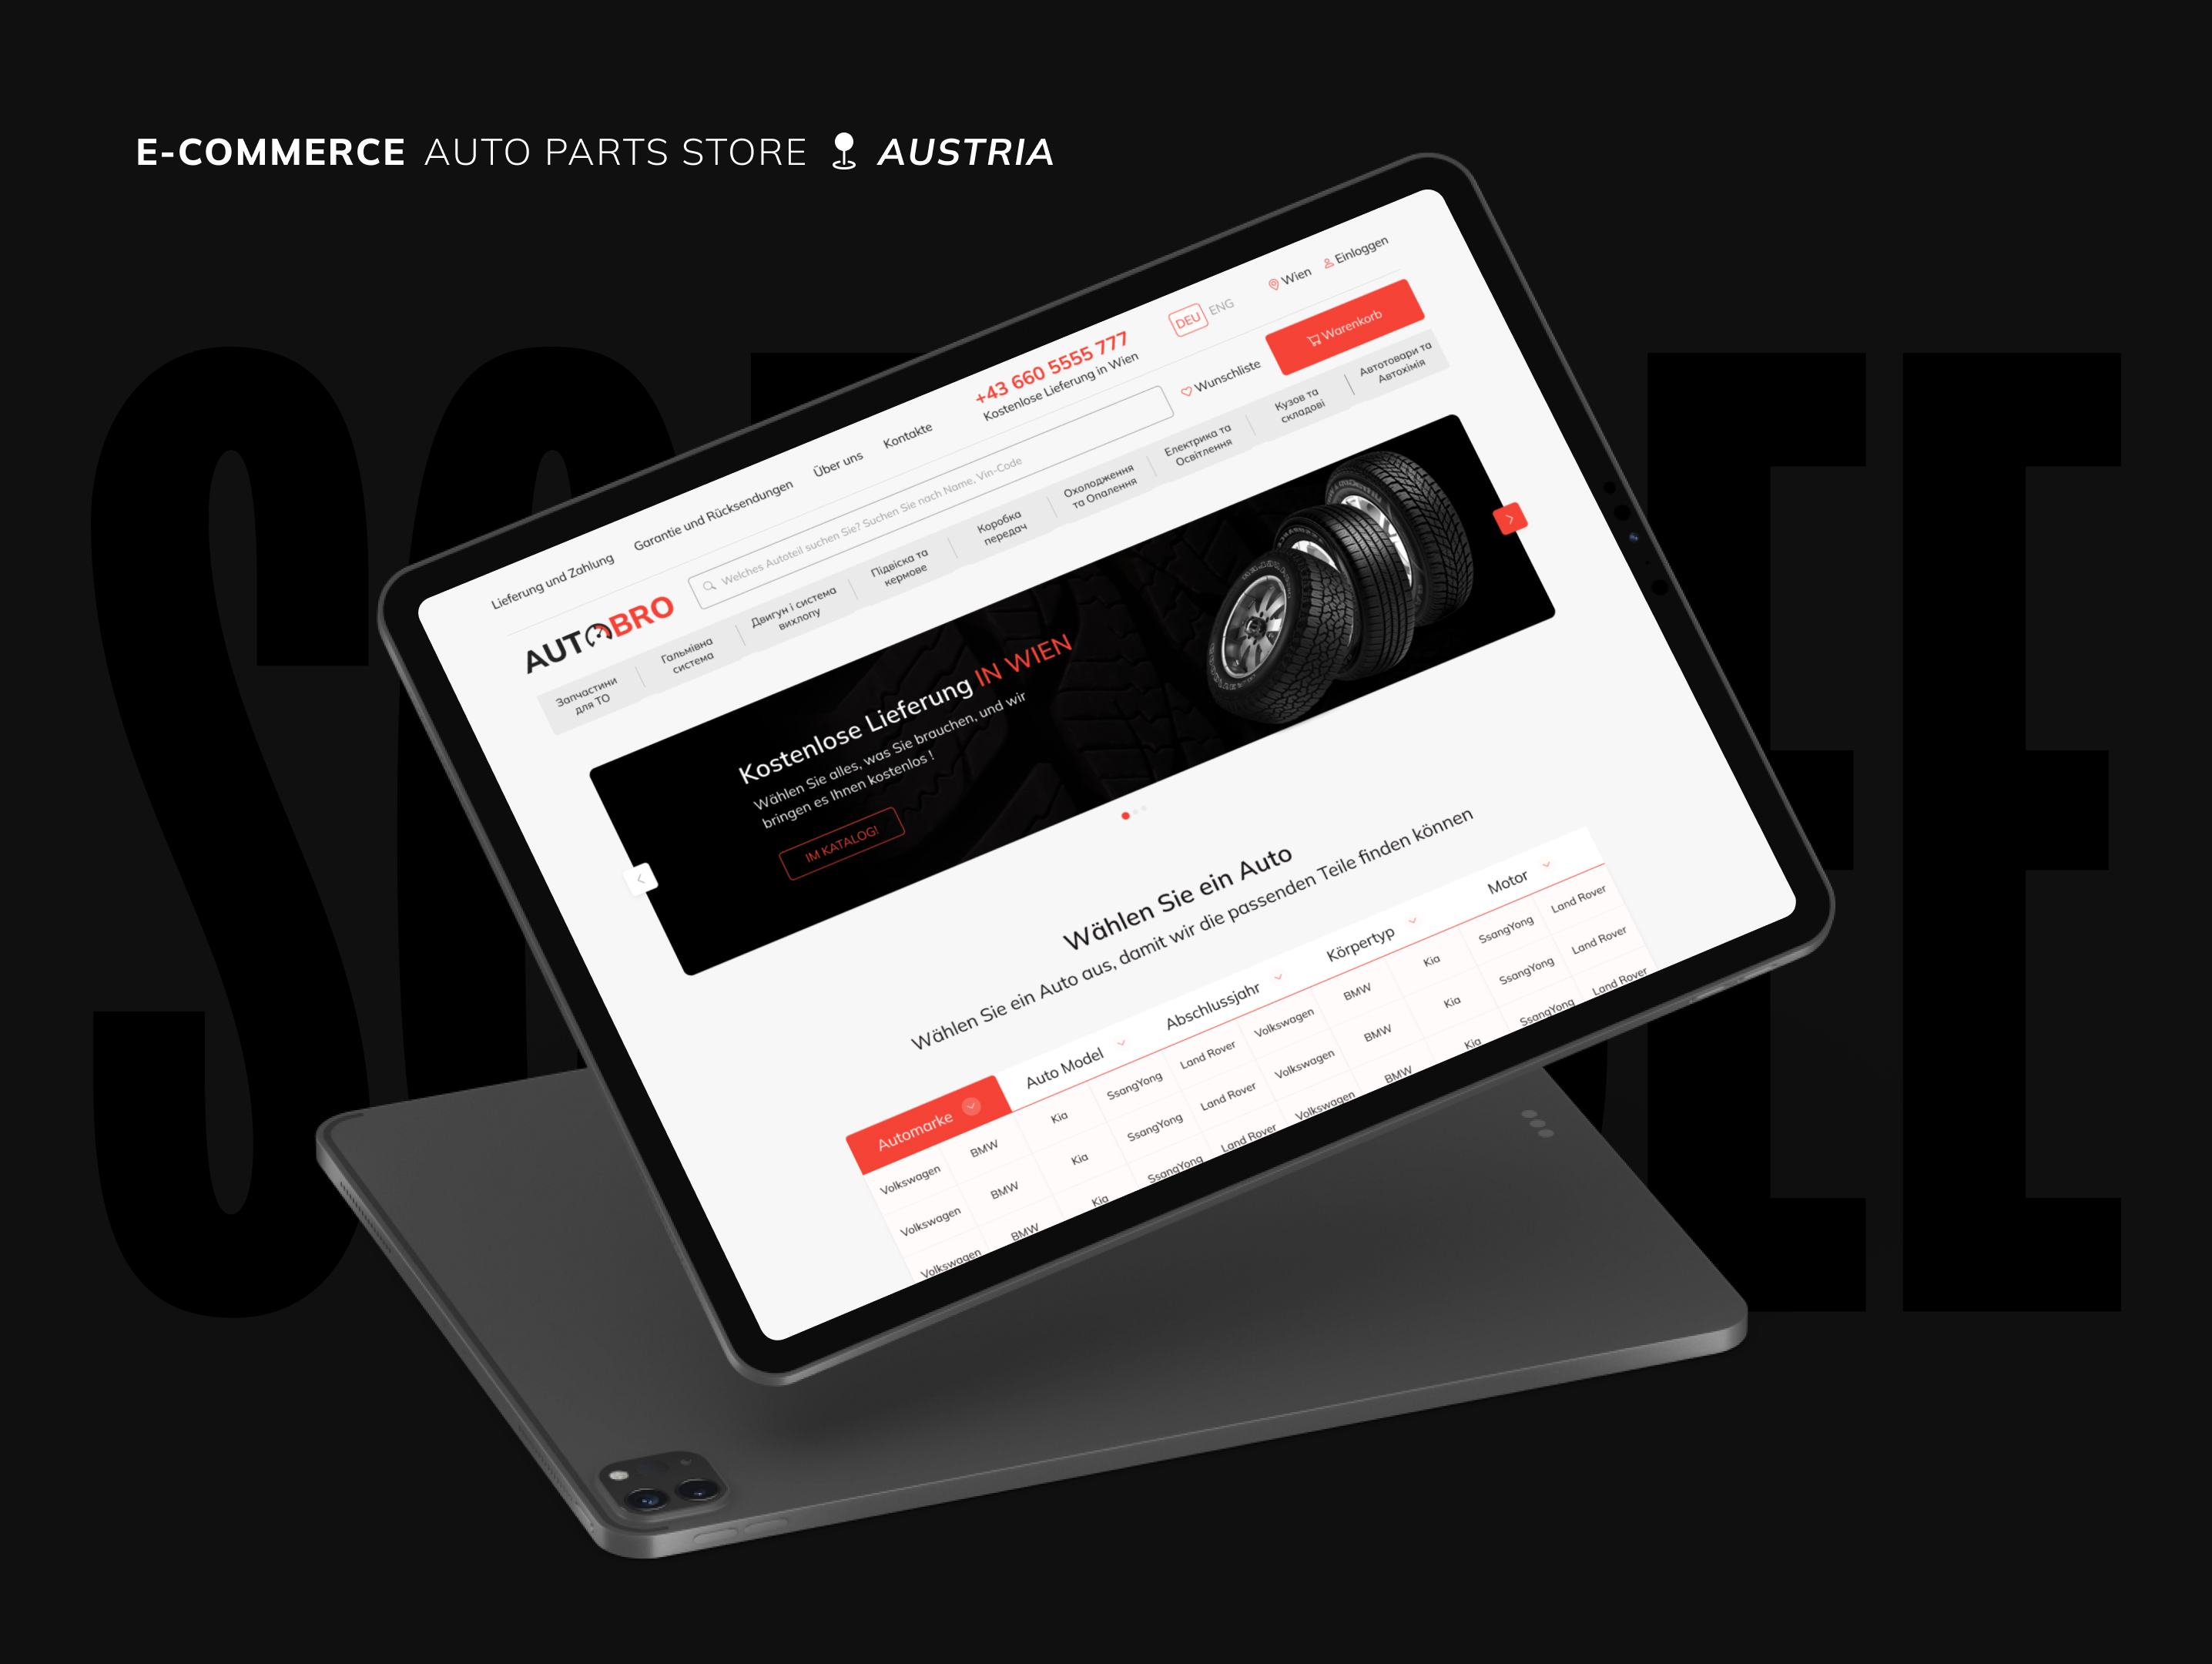 E-COMMERCE AUTO PARTS STORE AUSTRIA
Lieferung und Zahlung Garantie und Rücksendungen Über uns Kontakte
+43 660 5555 777
Kostenlose Lieferung in Wien
DEU ENG
Wien Einloggen
AUTOBRO
Welches Autoteil suchen Sie? Suchen Sie nach Name, Vin-Code
Wunschliste
Warenkorb
Запчастини
для ТО
Гальмівна
система
Двигун і система
вихлопу
Підвіска та
кермове
Коробка
передач
Охолодження
та Опалення
Електрика та
Освітлення
Кузов та
складові
Автотовари та
Автохімія
Kostenlose Lieferung IN WIEN
Wählen Sie alles, was Sie brauchen, und wir
bringen es Ihnen kostenlos !
IM KATALOG!
Wählen Sie ein Auto
Wählen Sie ein Auto aus, damit wir die passenden Teile finden können
Automarke Auto Model Abschlussjahr Körpertyp Motor
Volkswagen BMW Kia SsangYong Land Rover Volkswagen BMW Kia SsangYong Land Rover
Volkswagen BMW Kia SsangYong Land Rover Volkswagen BMW Kia SsangYong Land Rover
Volkswagen BMW Kia SsangYong Land Rover Volkswagen BMW Kia SsangYong Land Rover